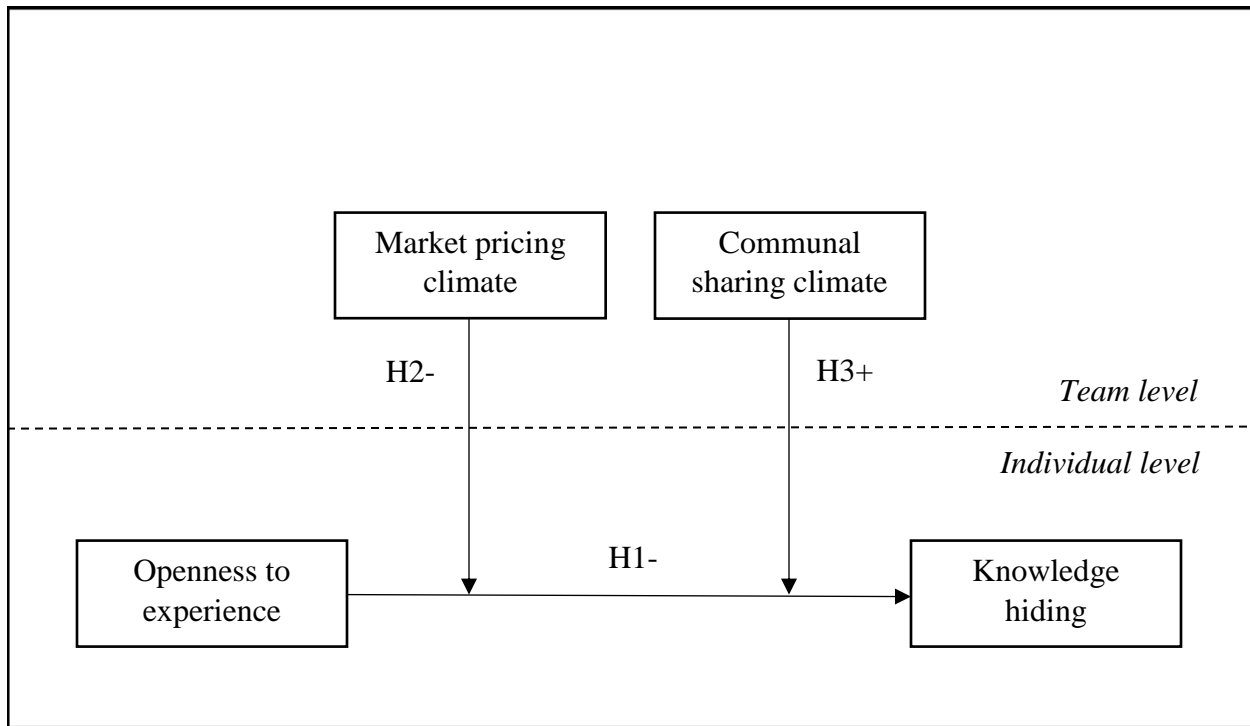 Market pricing
climate
Communal
sharing climate
H2-
H3+
Team level
Individual level
H1-
Openness to
experience
Knowledge
hiding